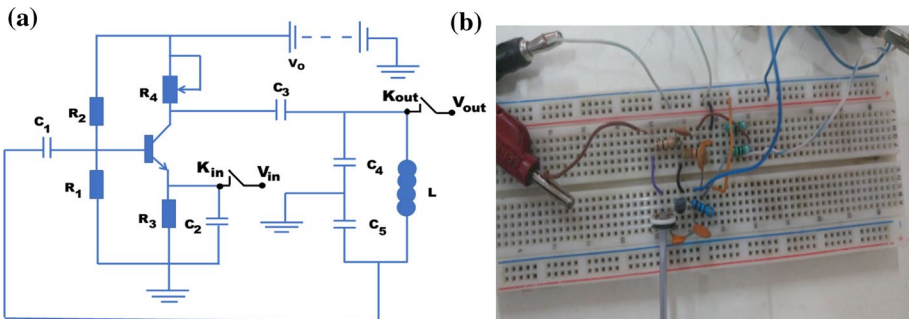 (a)
(b)
V₀
R₄
C₃
R₂
Kout
Vout
C₁
Kin
Vin
C₄
R₁
L
R₃
C₂
C₅